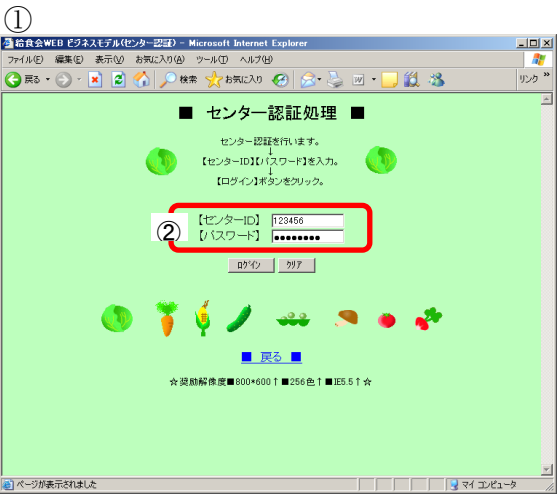 ①
給食会WEB ビジネスモデル(センター認証) - Microsoft Internet Explorer
ファイル(F) 編集(E) 表示(V) お気に入り(A) ツール(T) ヘルプ(H)
戻る 検索 お気に入り リンク »
■ センター認証処理 ■
センター認証を行います。
↓
【センターID】【パスワード】を入力。
↓
【ログイン】ボタンをクリック。
②
【センターID】 123456
【パスワード】 ●●●●●●●●
ログイン クリア
■ 戻る ■
☆奨励解像度■800*600↑■256色↑■IE5.5↑☆
ページが表示されました マイ コンピュータ